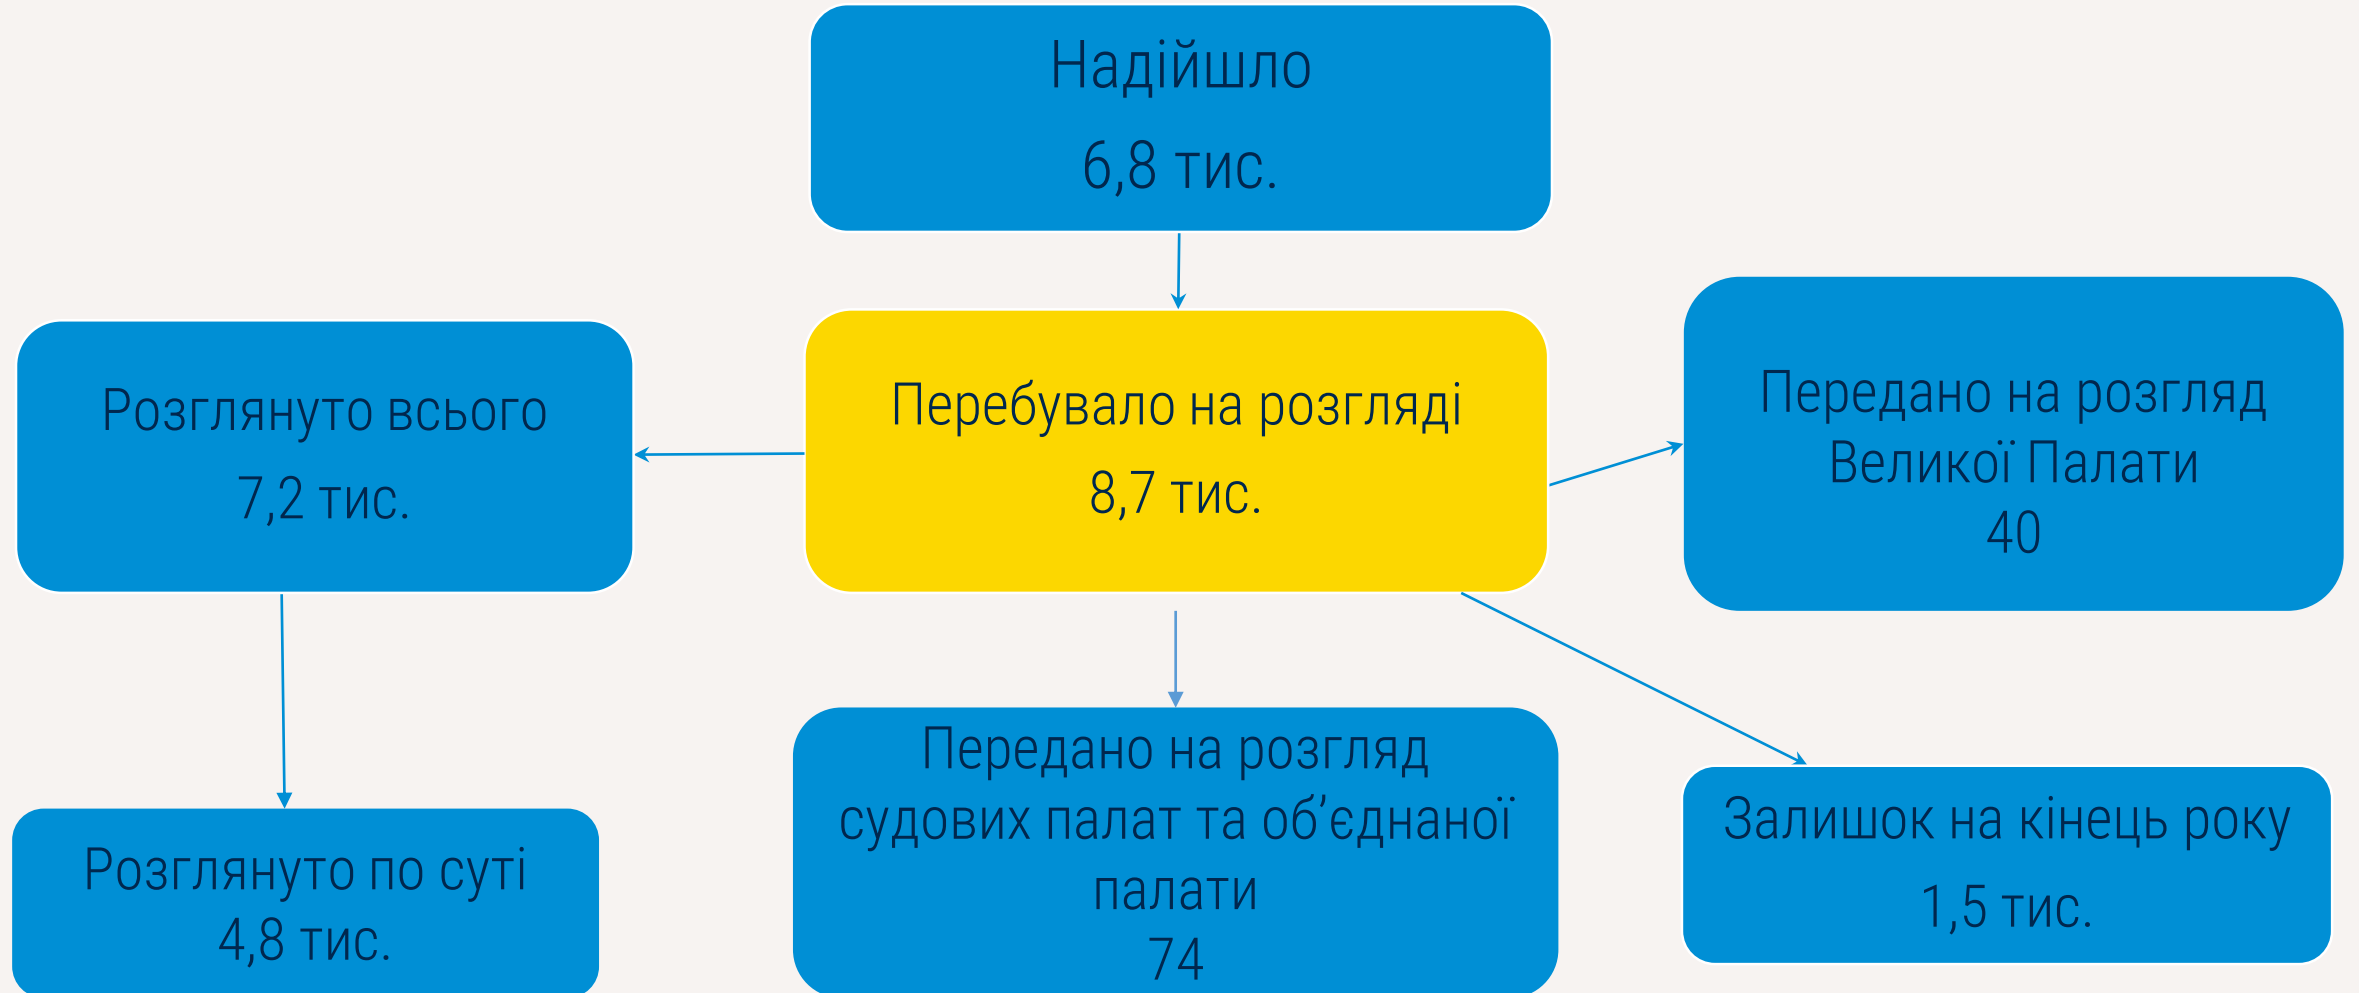 Надійшло
6,8 тис.
Розглянуто всього
7,2 тис.
Перебувало на розгляді
8,7 тис.
Передано на розгляд
Великої Палати
40
Розглянуто по суті
4,8 тис.
Передано на розгляд
судових палат та об’єднаної
палати
74
Залишок на кінець року
1,5 тис.